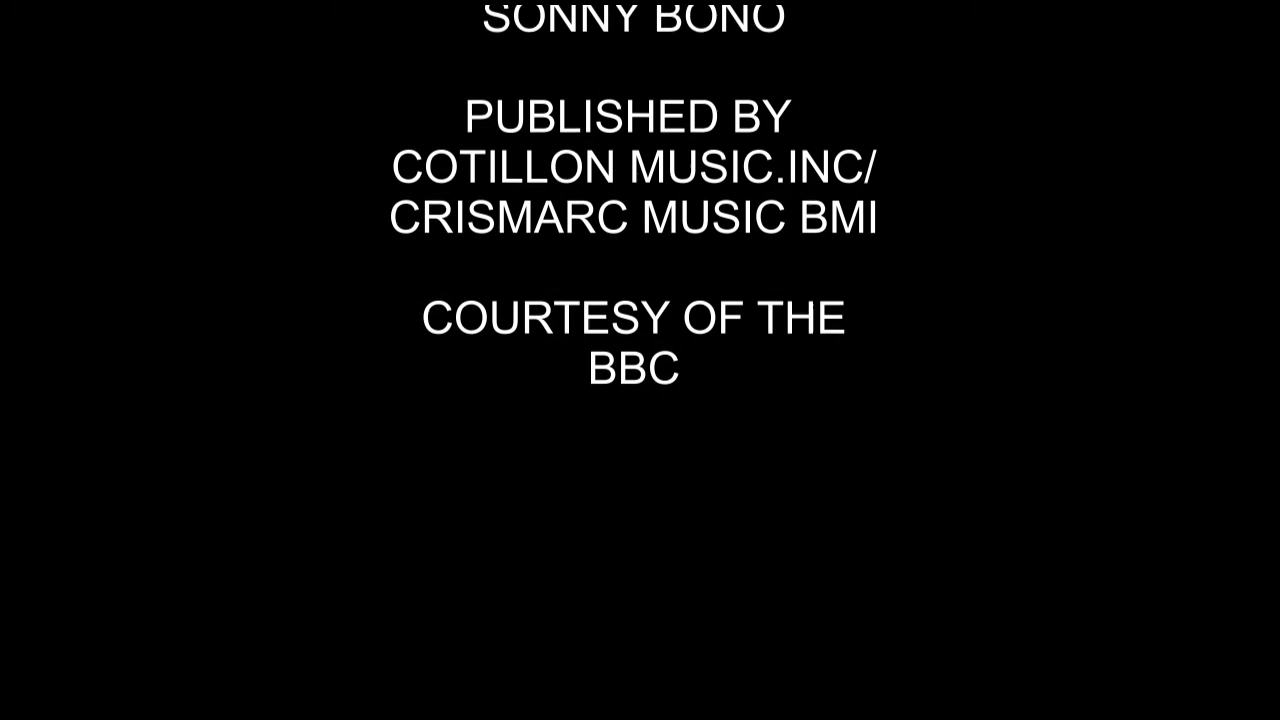 SONNY BONO
PUBLISHED BY
COTILLON MUSIC.INC/
CRISMARC MUSIC BMI
COURTESY OF THE
BBC